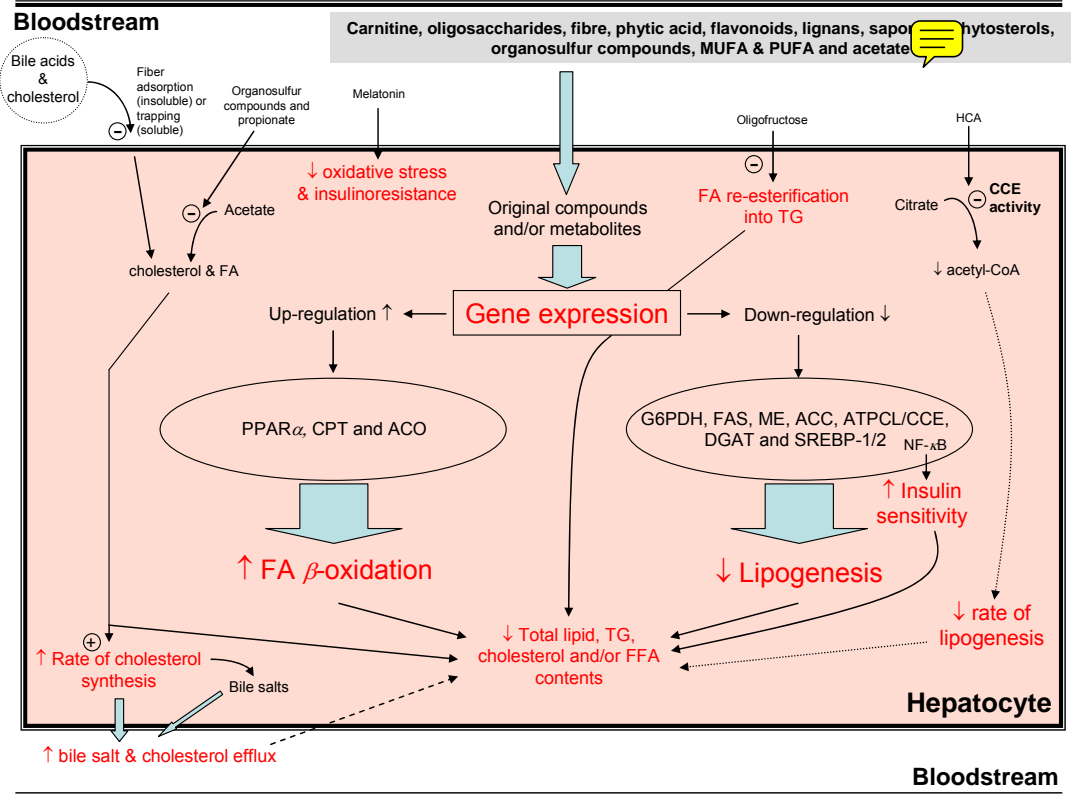 Bloodstream
Carnitine, oligosaccharides, fibre, phytic acid, flavonoids, lignans, hytosterols,
organosulfur compounds, MUFA & PUFA and acetate
Bile acids
&
cholesterol
Fiber
adsorption
(insoluble) or
trapping
(soluble)
Organosulfur
compounds and
propionate
Melatonin
Oligofructose
HCA
−
−
↓ oxidative stress
& insulinoresistance
FA re-esterification
into TG
CCE
activity
−
−
Acetate
Original compounds
and/or metabolites
Citrate
cholesterol & FA
↓ acetyl-CoA
Up-regulation ↑
Gene expression
Down-regulation ↓
PPARα, CPT and ACO
G6PDH, FAS, ME, ACC, ATPCL/CCE,
DGAT and SREBP-1/2
NF-κB
↑ Insulin
sensitivity
↑ FA β-oxidation
↓ Lipogenesis
↓ rate of
lipogenesis
+
↑ Rate of cholesterol
synthesis
Bile salts
↓ Total lipid, TG,
cholesterol and/or FFA
contents
Hepatocyte
↑ bile salt & cholesterol efflux
Bloodstream